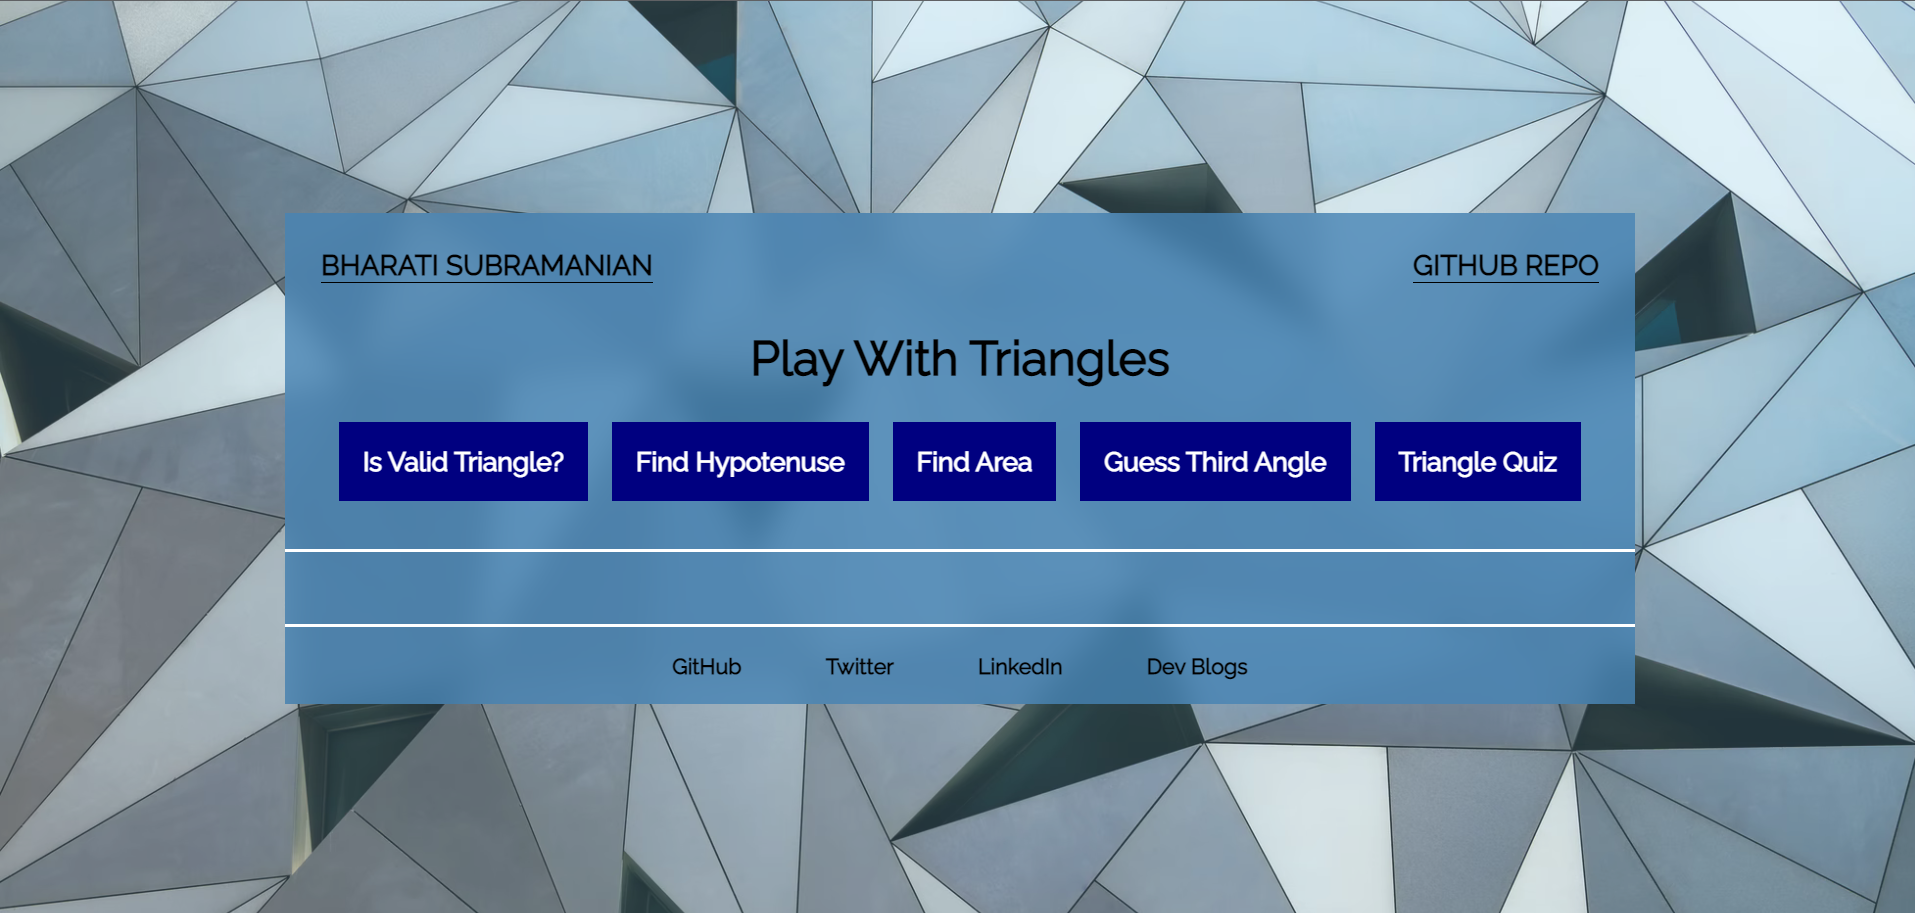 BHARATI SUBRAMANIAN GITHUB REPO
Play With Triangles
Is Valid Triangle? Find Hypotenuse Find Area Guess Third Angle Triangle Quiz
GitHub Twitter LinkedIn Dev Blogs